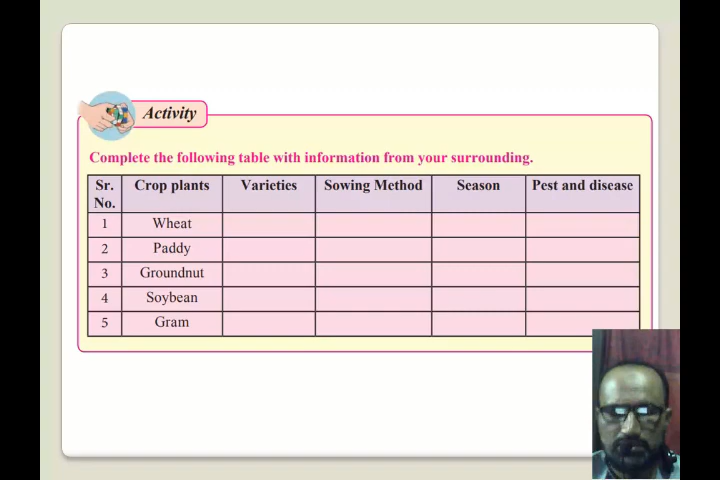 Activity
Complete the following table with information from your surrounding.
Sr. No. Crop plants Varieties Sowing Method Season Pest and disease
1 Wheat
2 Paddy
3 Groundnut
4 Soybean
5 Gram